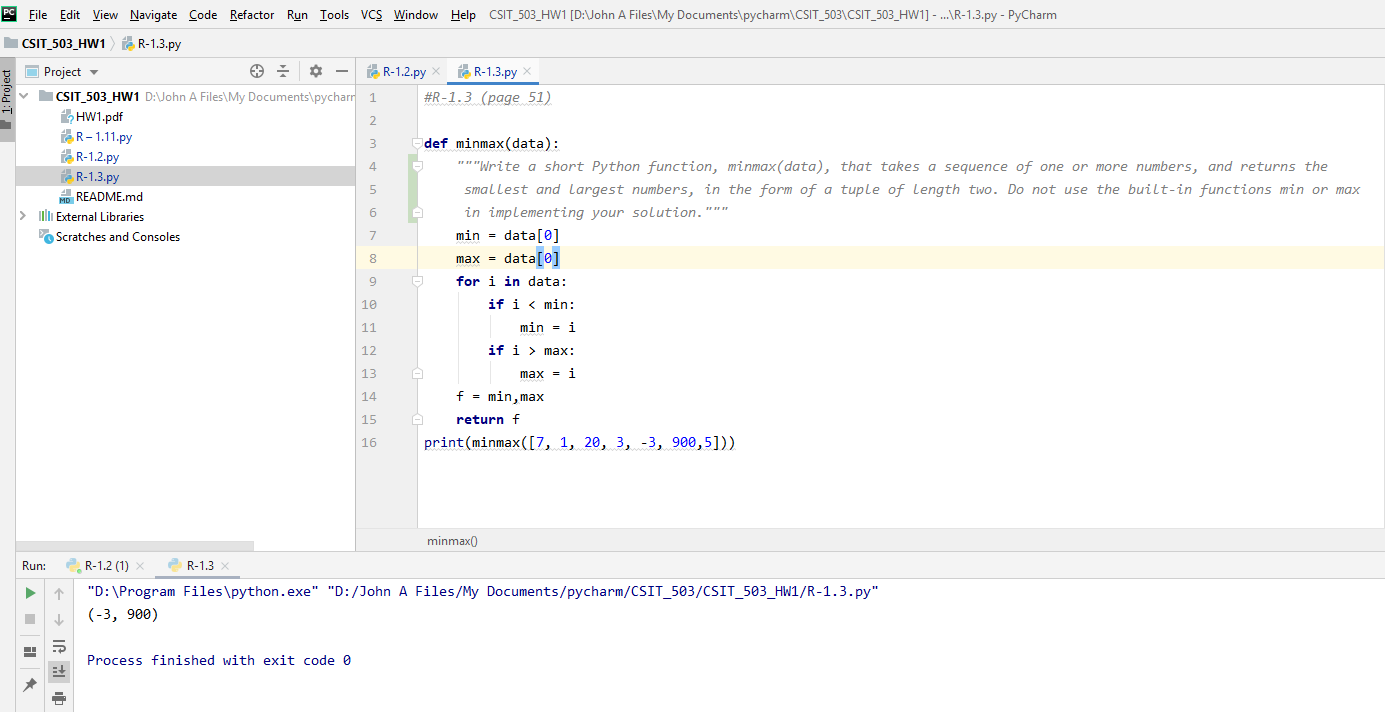 PC File Edit View Navigate Code Refactor Run Tools VCS Window Help CSIT_503_HW1 [D:\John A Files\My Documents\pycharm\CSIT_503\CSIT_503_HW1] - ...\R-1.3.py - PyCharm
CSIT_503_HW1 R-1.3.py
1: Project
Project
CSIT_503_HW1 D:\John A Files\My Documents\pycharm
HW1.pdf
R – 1.11.py
R-1.2.py
R-1.3.py
MD README.md
External Libraries
Scratches and Consoles
R-1.2.py R-1.3.py
1 #R-1.3 (page 51)
2
3 def minmax(data):
4 """Write a short Python function, minmax(data), that takes a sequence of one or more numbers, and returns the
5 smallest and largest numbers, in the form of a tuple of length two. Do not use the built-in functions min or max
6 in implementing your solution."""
7 min = data[0]
8 max = data[0]
9 for i in data:
10 if i < min:
11 min = i
12 if i > max:
13 max = i
14 f = min,max
15 return f
16 print(minmax([7, 1, 20, 3, -3, 900,5]))
minmax()
Run: R-1.2 (1) R-1.3
"D:\Program Files\python.exe" "D:/John A Files/My Documents/pycharm/CSIT_503/CSIT_503_HW1/R-1.3.py"
(-3, 900)
Process finished with exit code 0